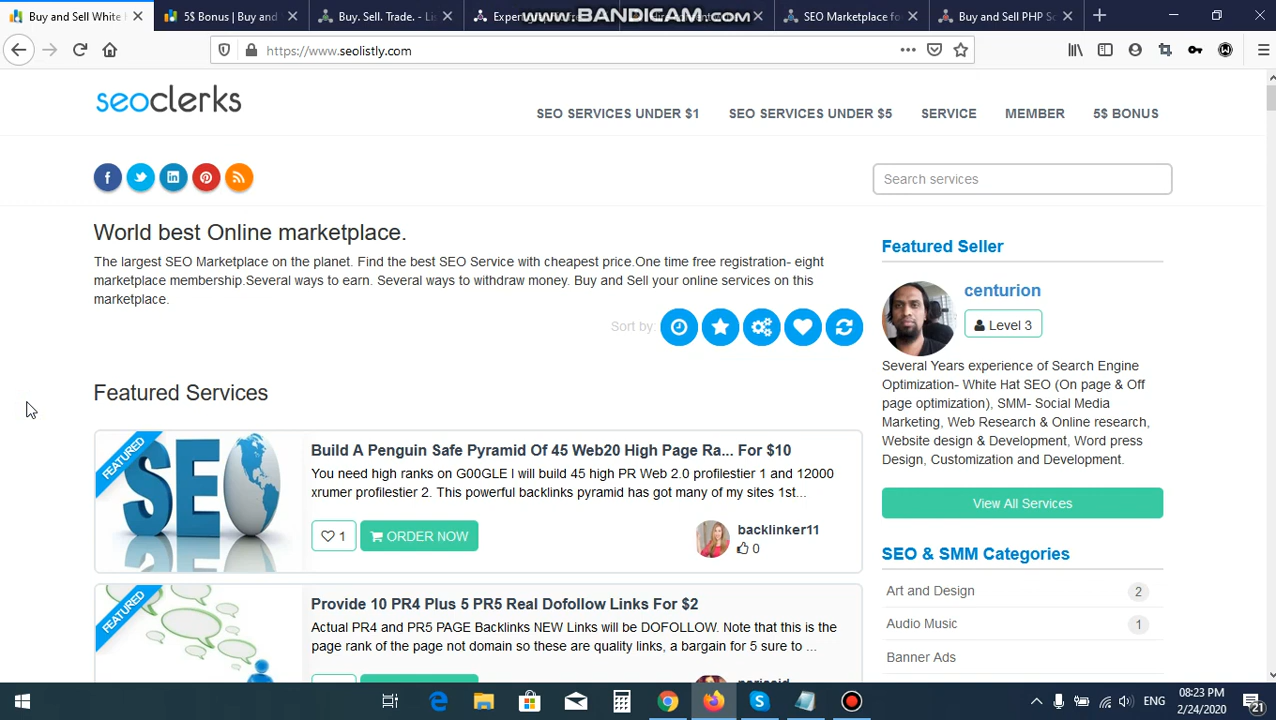 Buy and Sell White
5$ Bonus | Buy and
Buy. Sell. Trade. - Lis
SEO Marketplace fo
Buy and Sell PHP Sc
www.BANDICAM.com
https://www.seolistly.com
seoclerks
SEO SERVICES UNDER $1
SEO SERVICES UNDER $5
SERVICE
MEMBER
5$ BONUS
Search services
World best Online marketplace.
The largest SEO Marketplace on the planet. Find the best SEO Service with cheapest price.One time free registration- eight
marketplace membership.Several ways to earn. Several ways to withdraw money. Buy and Sell your online services on this
marketplace.
Sort by:
Featured Services
FEATURED
SEO
Build A Penguin Safe Pyramid Of 45 Web20 High Page Ra... For $10
You need high ranks on G00GLE I will build 45 high PR Web 2.0 profilestier 1 and 12000
xrumer profilestier 2. This powerful backlinks pyramid has got many of my sites 1st...
1
ORDER NOW
backlinker11
0
FEATURED
Provide 10 PR4 Plus 5 PR5 Real Dofollow Links For $2
Actual PR4 and PR5 PAGE Backlinks NEW Links will be DOFOLLOW. Note that this is the
page rank of the page not domain so these are quality links, a bargain for 5 sure to ...
Featured Seller
centurion
Level 3
Several Years experience of Search Engine
Optimization- White Hat SEO (On page & Off
page optimization), SMM- Social Media
Marketing, Web Research & Online research,
Website design & Development, Word press
Design, Customization and Development.
View All Services
SEO & SMM Categories
Art and Design 2
Audio Music 1
Banner Ads
ENG
08:23 PM
2/24/2020
21